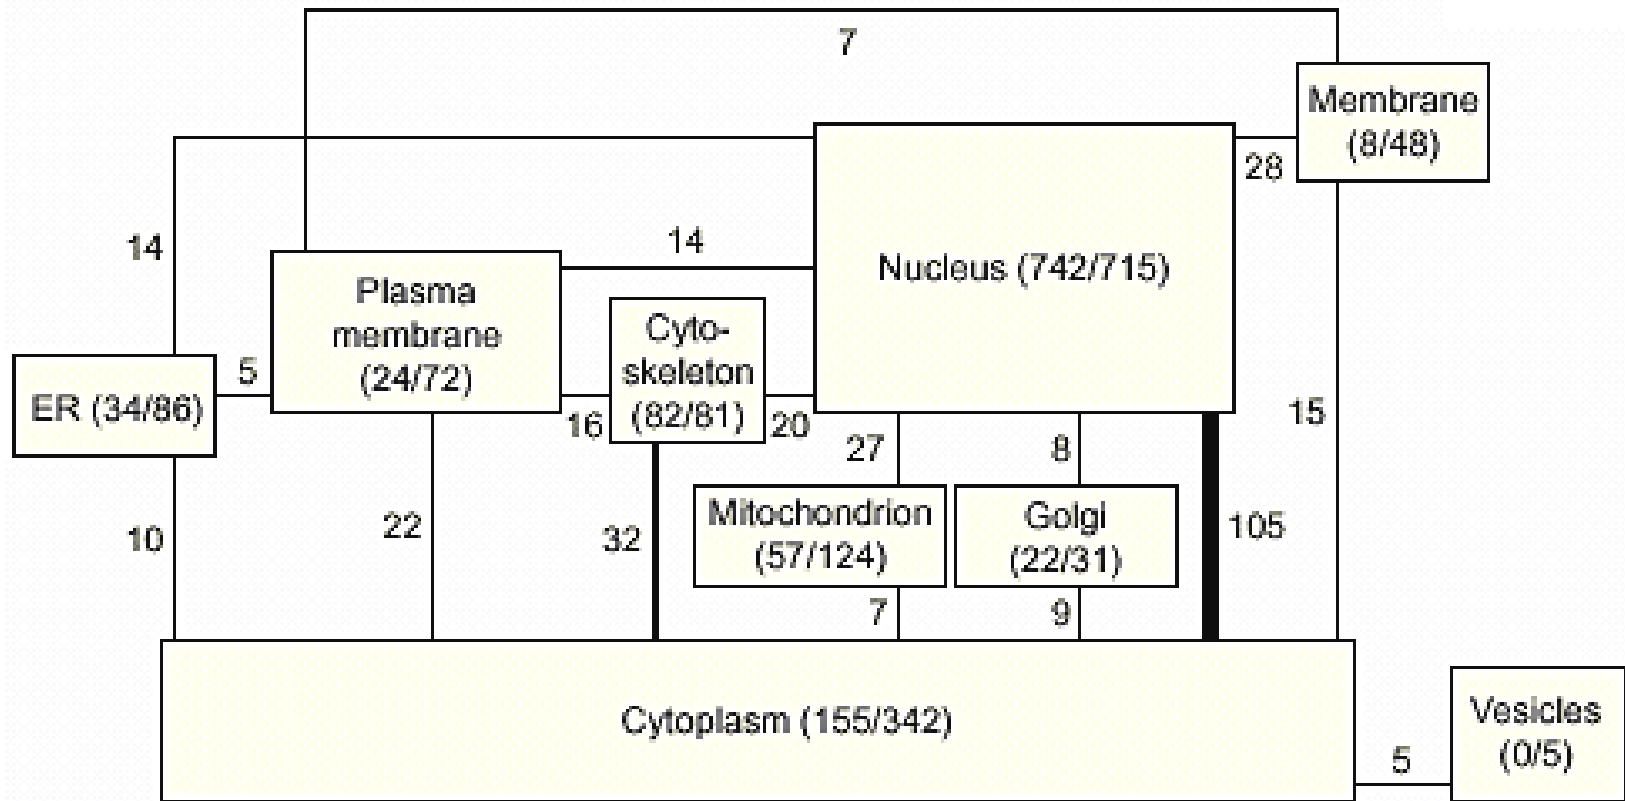 7
Membrane
(8/48)
28
14
14
Nucleus (742/715)
Plasma
membrane
(24/72)
Cyto-
skeleton
(82/81)
5
ER (34/86)
16
20
15
27
8
Mitochondrion
(57/124)
Golgi
(22/31)
10
22
32
105
7
9
Cytoplasm (155/342)
Vesicles
(0/5)
5